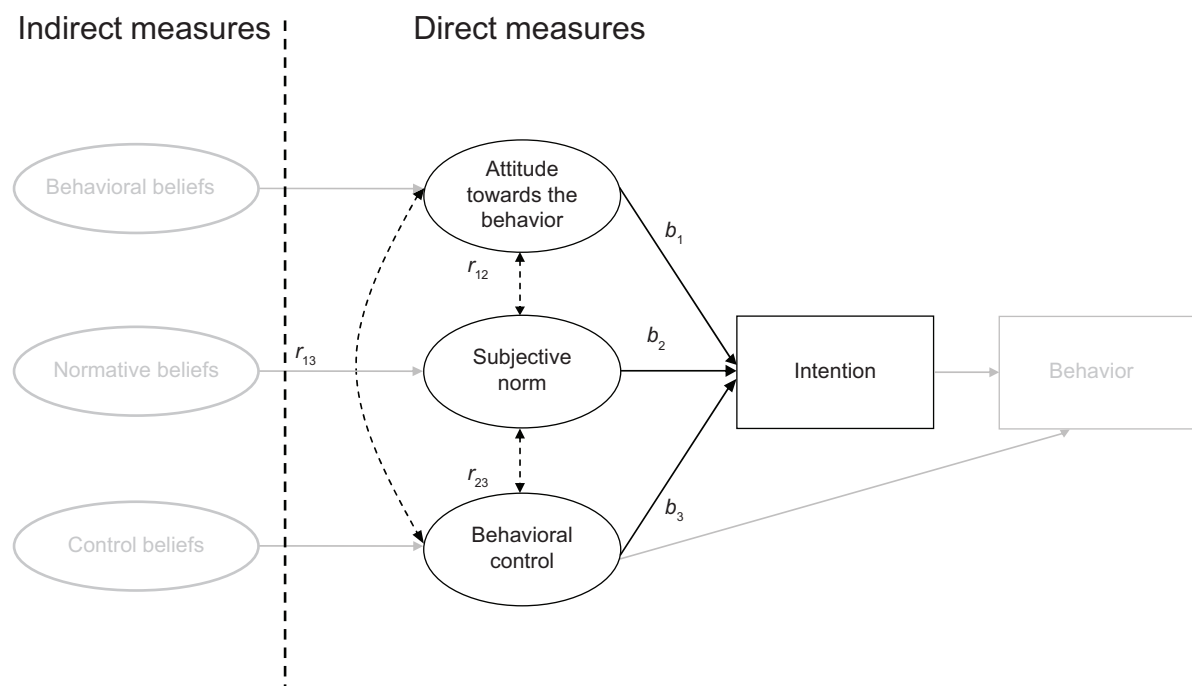 Indirect measures
Direct measures
Behavioral beliefs
Attitude
towards the
behavior
b1
r12
Normative beliefs
r13
Subjective
norm
b2
Intention
Behavior
r23
Control beliefs
Behavioral
control
b3